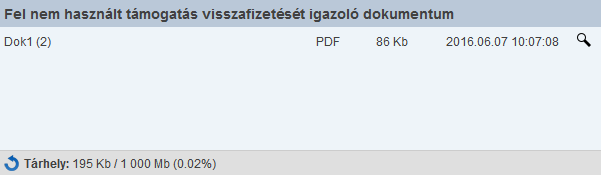 Fel nem használt támogatás visszafizetését igazoló dokumentum
Dok1 (2) PDF 86 Kb 2016.06.07 10:07:08
Tárhely: 195 Kb / 1 000 Mb (0.02%)